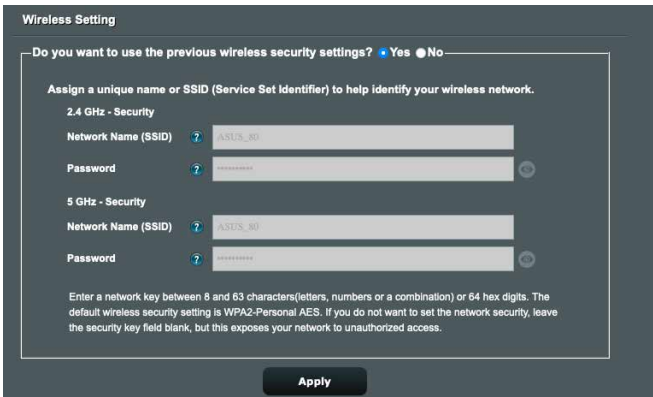 Wireless Setting
Do you want to use the previous wireless security settings? Yes No
Assign a unique name or SSID (Service Set Identifier) to help identify your wireless network.
2.4 GHz - Security
Network Name (SSID) ? ASUS_80
Password ? **********
5 GHz - Security
Network Name (SSID) ? ASUS_80
Password ? **********
Enter a network key between 8 and 63 characters(letters, numbers or a combination) or 64 hex digits. The
default wireless security setting is WPA2-Personal AES. If you do not want to set the network security, leave
the security key field blank, but this exposes your network to unauthorized access.
Apply